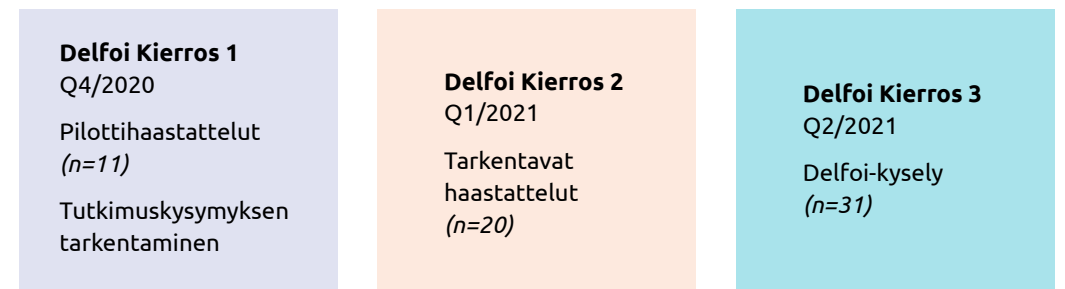 Delfoi Kierros 1
Q4/2020
Pilottihaastattelut
(n=11)
Tutkimuskysymyksen
tarkentaminen
Delfoi Kierros 2
Q1/2021
Tarkentavat
haastattelut
(n=20)
Delfoi Kierros 3
Q2/2021
Delfoi-kysely
(n=31)